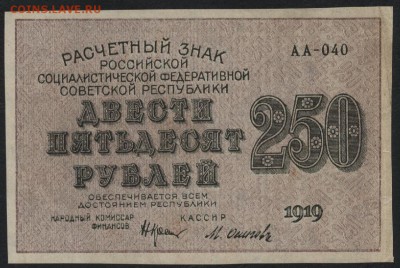 COINS.LAVE.RU
РАСЧЕТНЫЙ ЗНАК
РОССИЙСКОЙ
СОЦИАЛИСТИЧЕСКОЙ ФЕДЕРАТИВНОЙ
СОВЕТСКОЙ РЕСПУБЛИКИ
АА-040
ДВЕСТИ
ПЯТЬДЕСЯТ
РУБЛЕЙ
250
ОБЕСПЕЧИВАЕТСЯ ВСЕМ
ДОСТОЯНИЕМ РЕСПУБЛИКИ
НАРОДНЫЙ КОМИССАР
ФИНАНСОВ
КАССИР
1919